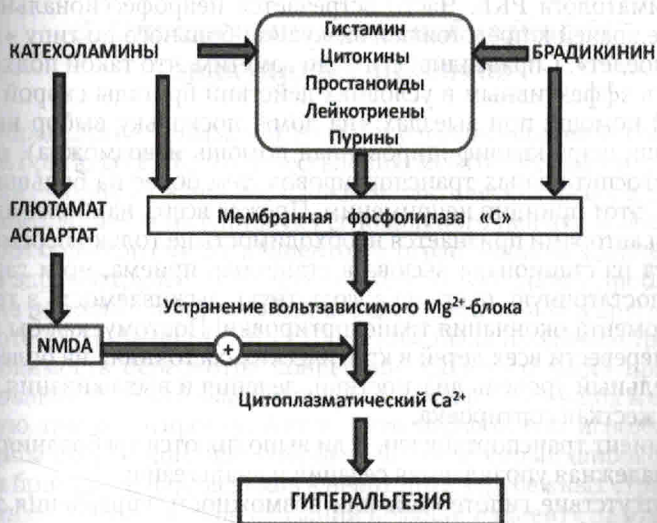 КАТЕХОЛАМИНЫ
Гистамин
Цитокины
Простаноиды
Лейкотриены
Пурины
БРАДИКИНИН
ГЛЮТАМАТ
АСПАРТАТ
Мембранная фосфолипаза «С»
Устранение вольтзависимого Mg²⁺-блока
NMDA
+
Цитоплазматический Ca²⁺
ГИПЕРАЛЬГЕЗИЯ